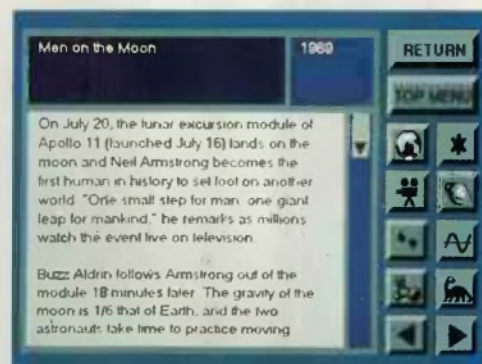 Men on the Moon
1969
RETURN
TOP MENU
On July 20, the lunar excursion module of
Apollo 11 (launched July 16) lands on the
moon and Neil Armstrong becomes the
first human in history to set foot on another
world. "One small step for man, one giant
leap for mankind," he remarks as millions
watch the event live on television.
Buzz Aldrin follows Armstrong out of the
module 18 minutes later. The gravity of the
moon is 1/6 that of Earth, and the two
astronauts take time to practice moving